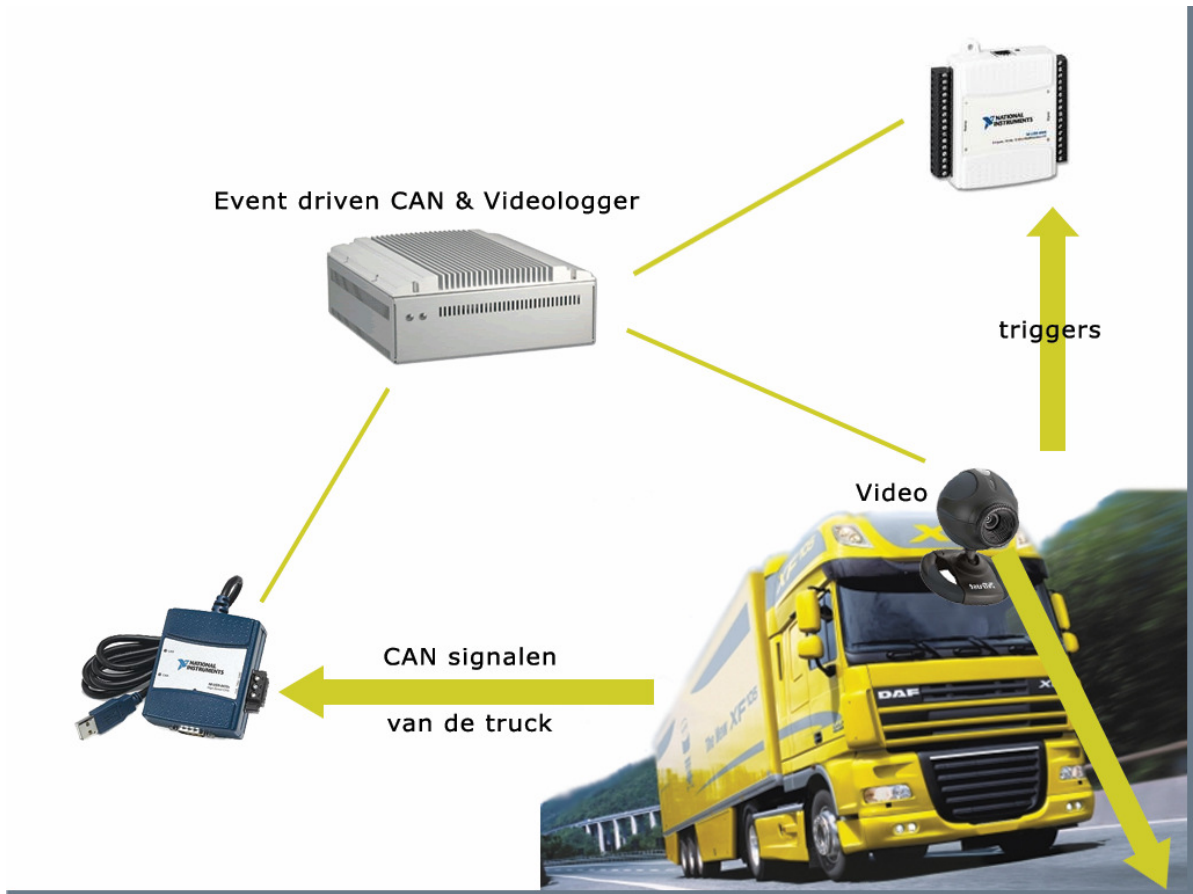 Event driven CAN & Videologger
NATIONAL
INSTRUMENTS
triggers
Video
Trust
XF105
NATIONAL
INSTRUMENTS
CAN signalen
van de truck
The New XF105
DAF